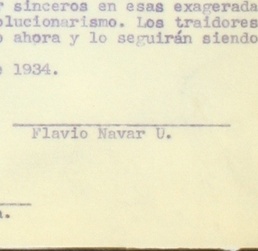 r sinceros en esas exagerada
olucionarismo. Los traidores
o ahora y lo seguirán siendo
e 1934.
Flavio Navar U.
a.